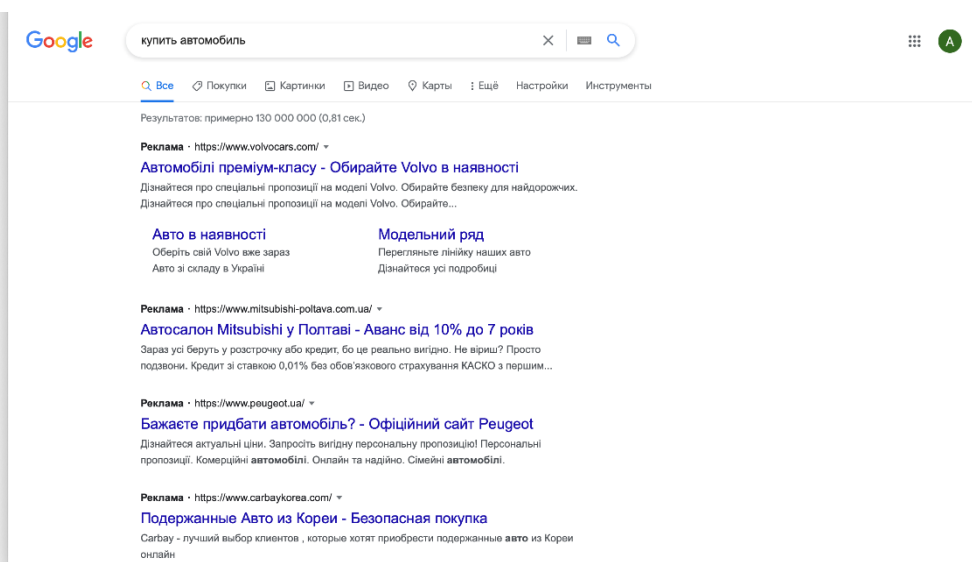 Google
купить автомобиль
A
Все Покупки Картинки Видео Карты Ещё Настройки Инструменты
Результатов: примерно 130 000 000 (0,81 сек.)
Реклама · https://www.volvocars.com/
Автомобілі преміум-класу - Обирайте Volvo в наявності
Дізнайтеся про спеціальні пропозиції на моделі Volvo. Обирайте безпеку для найдорожчих.
Дізнайтеся про спеціальні пропозиції на моделі Volvo. Обирайте...
Авто в наявності
Оберіть свій Volvo вже зараз
Авто зі складу в Україні
Модельний ряд
Перегляньте лінійку наших авто
Дізнайтеся усі подробиці
Реклама · https://www.mitsubishi-poltava.com.ua/
Автосалон Mitsubishi у Полтаві - Аванс від 10% до 7 років
Зараз усі беруть у розстрочку або кредит, бо це реально вигідно. Не віриш? Просто
подзвони. Кредит зі ставкою 0,01% без обов'язкового страхування КАСКО з першим...
Реклама · https://www.peugeot.ua/
Бажаєте придбати автомобіль? - Офіційний сайт Peugeot
Дізнайтеся актуальні ціни. Запросіть вигідну персональну пропозицію! Персональні
пропозиції. Комерційні автомобілі. Онлайн та надійно. Сімейні автомобілі.
Реклама · https://www.carbaykorea.com/
Подержанные Авто из Кореи - Безопасная покупка
Carbay - лучший выбор клиентов , которые хотят приобрести подержанные авто из Кореи
онлайн